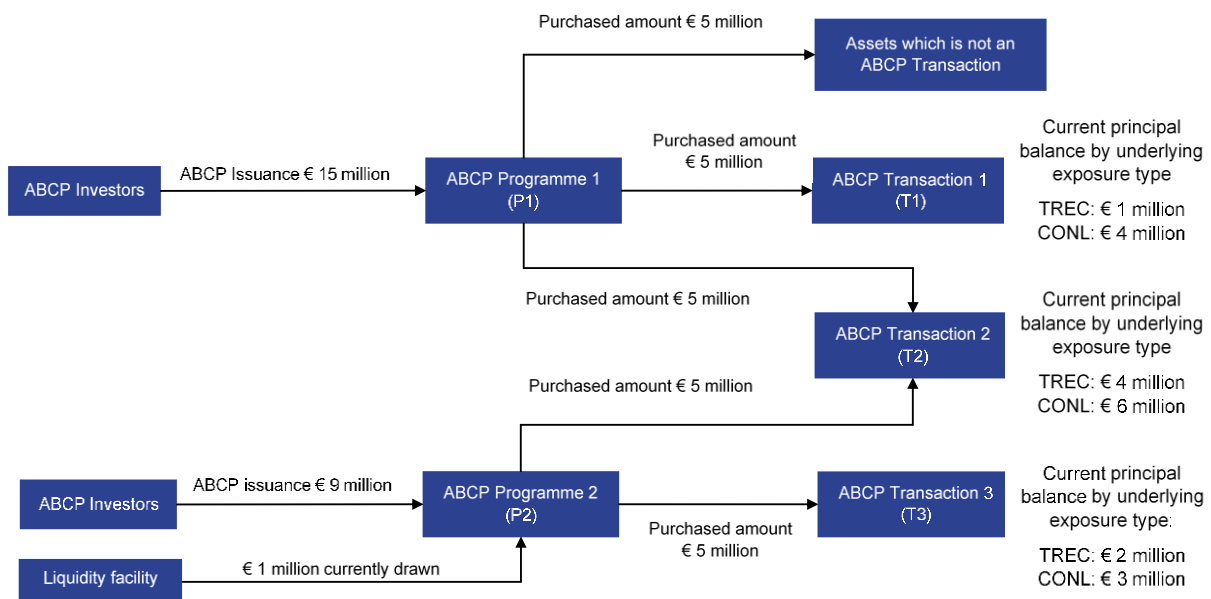 Purchased amount € 5 million
Assets which is not an
ABCP Transaction
ABCP Investors
ABCP Issuance € 15 million
ABCP Programme 1
(P1)
Purchased amount
€ 5 million
ABCP Transaction 1
(T1)
Current principal
balance by underlying
exposure type
TREC: € 1 million
CONL: € 4 million
Purchased amount € 5 million
ABCP Transaction 2
(T2)
Current principal
balance by underlying
exposure type
TREC: € 4 million
CONL: € 6 million
Purchased amount € 5 million
ABCP Investors
ABCP issuance € 9 million
ABCP Programme 2
(P2)
Purchased amount
€ 5 million
ABCP Transaction 3
(T3)
Current principal
balance by underlying
exposure type:
TREC: € 2 million
CONL: € 3 million
Liquidity facility
€ 1 million currently drawn